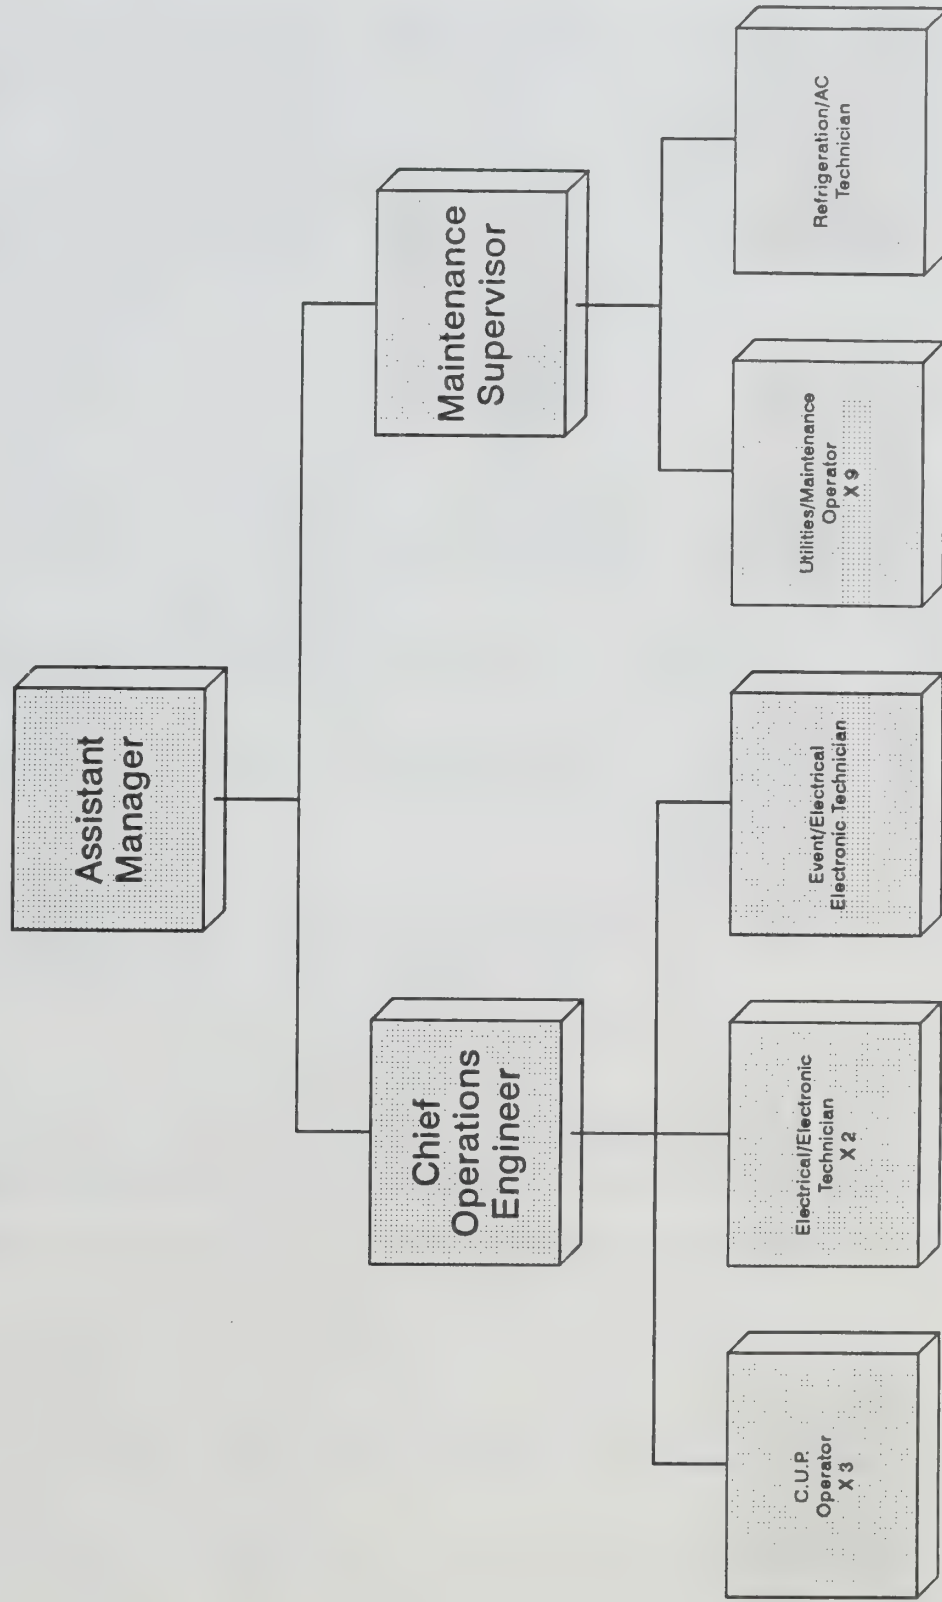 Assistant
Manager
Chief
Operations
Engineer
Maintenance
Supervisor
C.U.P.
Operator
X 3
Electrical/Electronic
Technician
X 2
Event/Electrical
Electronic Technician
Utilities/Maintenance
Operator
X 9
Refrigeration/AC
Technician